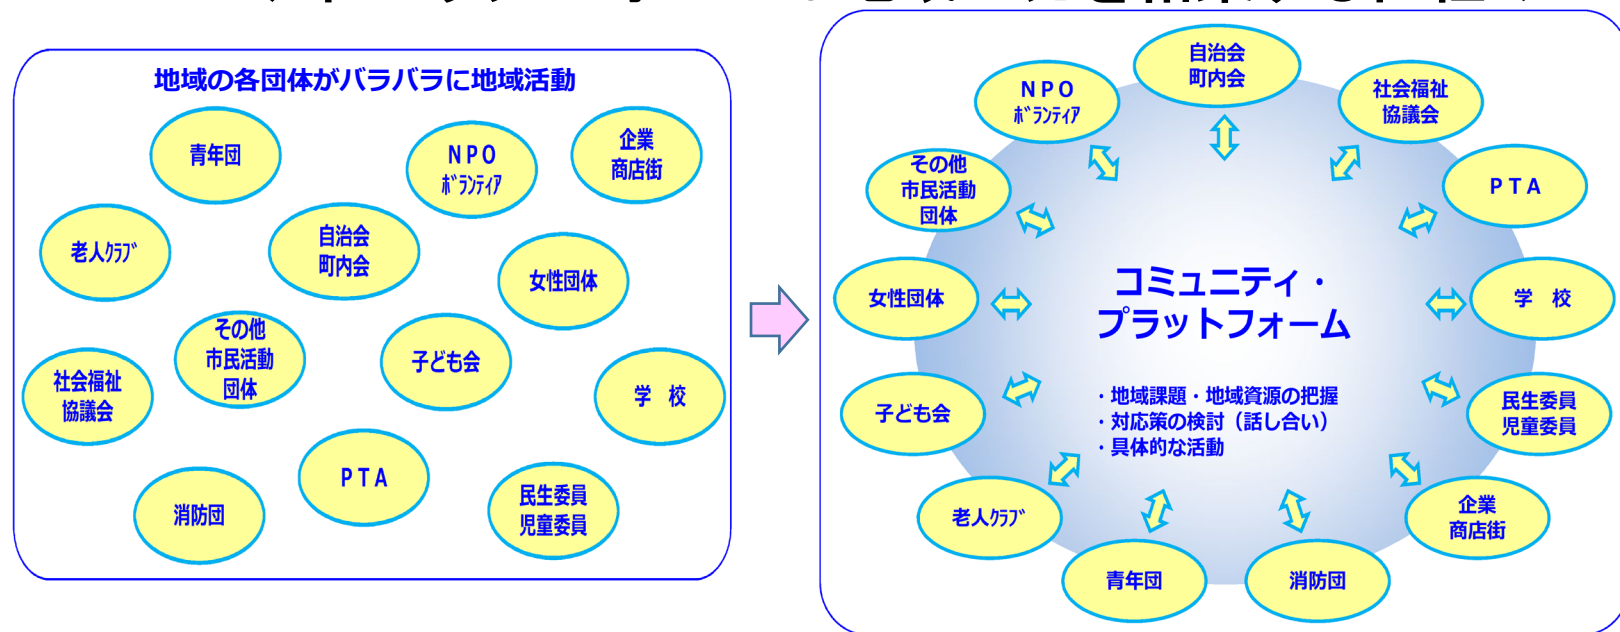 地域の各団体がバラバラに地域活動
青年団
ＮＰＯ
ﾎﾞﾗﾝﾃｨｱ
企業
商店街
老人ｸﾗﾌﾞ
自治会
町内会
女性団体
その他
市民活動
団体
子ども会
社会福祉
協議会
学　校
ＰＴＡ
消防団
民生委員
児童委員
自治会
町内会
ＮＰＯ
ﾎﾞﾗﾝﾃｨｱ
社会福祉
協議会
その他
市民活動
団体
ＰＴＡ
女性団体
コミュニティ・
プラットフォーム
学　校
子ども会
・地域課題・地域資源の把握
・対応策の検討（話し合い）
・具体的な活動
民生委員
児童委員
老人ｸﾗﾌﾞ
企業
商店街
青年団
消防団